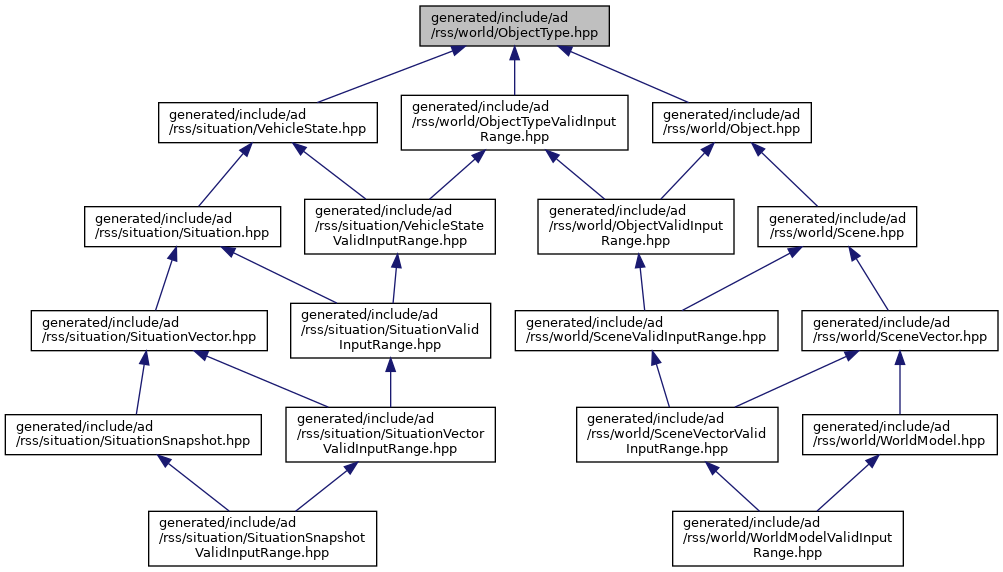 generated/include/ad
/rss/world/ObjectType.hpp
generated/include/ad
/rss/situation/VehicleState.hpp
generated/include/ad
/rss/world/ObjectTypeValidInput
Range.hpp
generated/include/ad
/rss/world/Object.hpp
generated/include/ad
/rss/situation/Situation.hpp
generated/include/ad
/rss/situation/VehicleState
ValidInputRange.hpp
generated/include/ad
/rss/world/ObjectValidInput
Range.hpp
generated/include/ad
/rss/world/Scene.hpp
generated/include/ad
/rss/situation/SituationVector.hpp
generated/include/ad
/rss/situation/SituationValid
InputRange.hpp
generated/include/ad
/rss/world/SceneValidInputRange.hpp
generated/include/ad
/rss/world/SceneVector.hpp
generated/include/ad
/rss/situation/SituationSnapshot.hpp
generated/include/ad
/rss/situation/SituationVector
ValidInputRange.hpp
generated/include/ad
/rss/world/SceneVectorValid
InputRange.hpp
generated/include/ad
/rss/world/WorldModel.hpp
generated/include/ad
/rss/situation/SituationSnapshot
ValidInputRange.hpp
generated/include/ad
/rss/world/WorldModelValidInput
Range.hpp